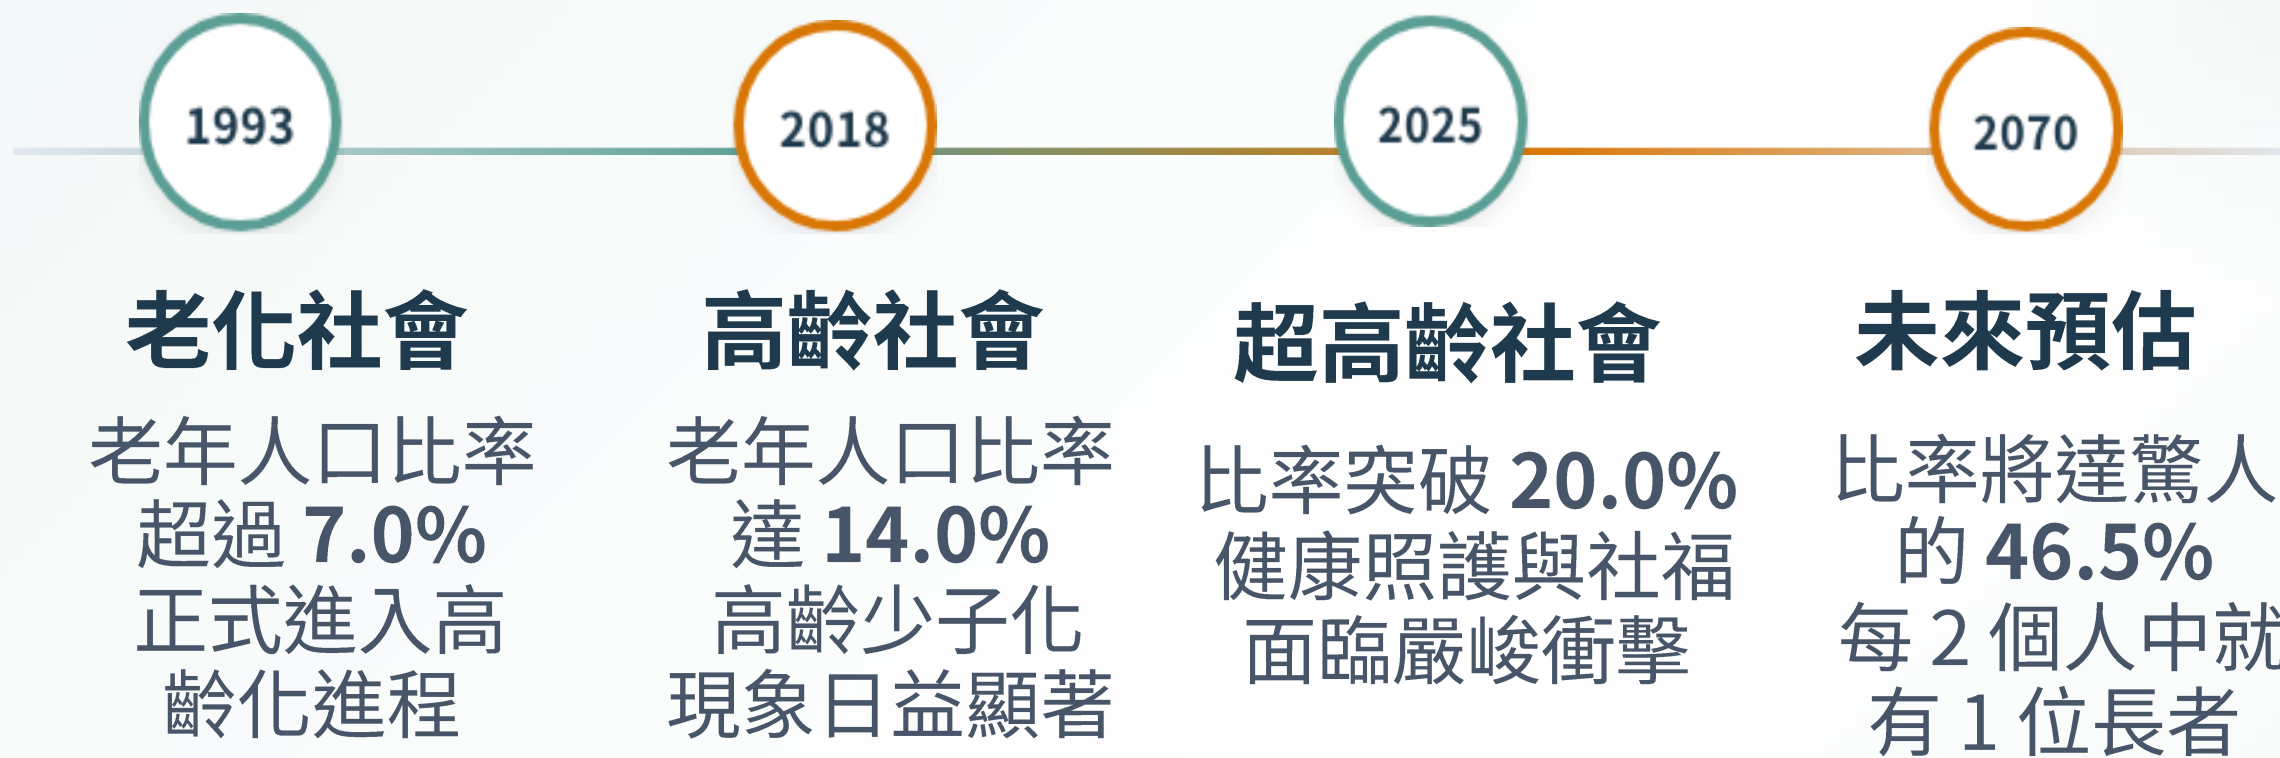 1993
老化社會
老年人口比率
超過 7.0%
正式進入高
齡化進程
2018
高齡社會
老年人口比率
達 14.0%
高齡少子化
現象日益顯著
2025
超高齡社會
比率突破 20.0%
健康照護與社福
面臨嚴峻衝擊
2070
未來預估
比率將達驚人
的 46.5%
每 2 個人中就
有 1 位長者